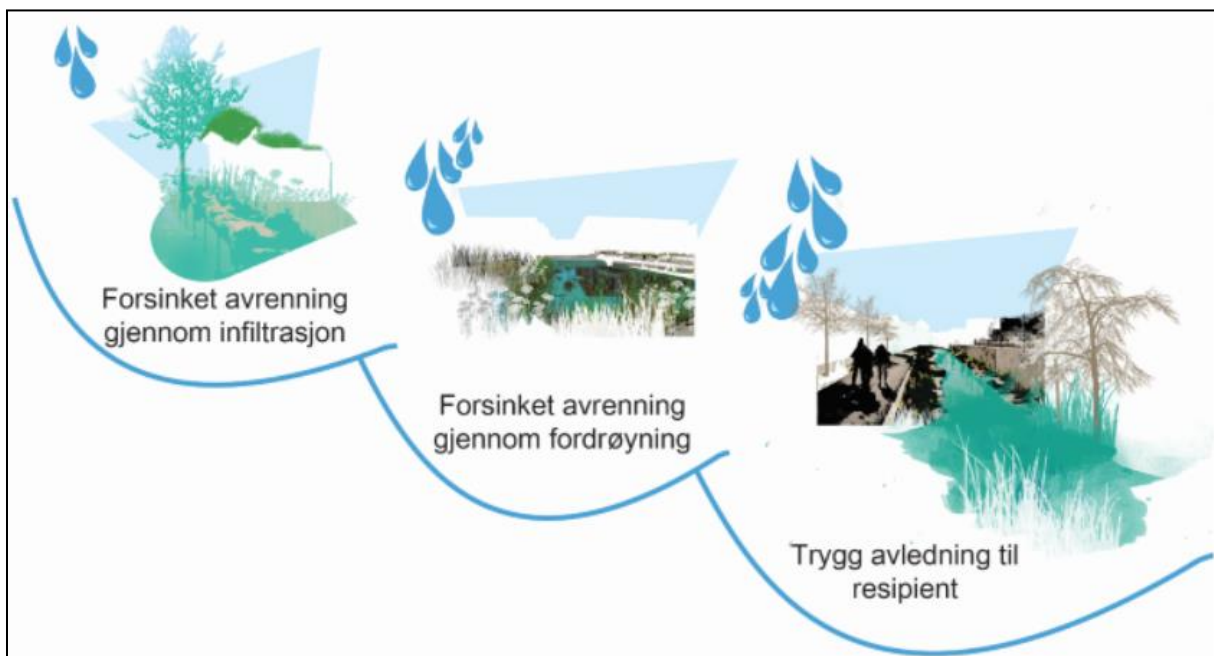 Forsinket avrenning
gjennom infiltrasjon
Forsinket avrenning
gjennom fordrøyning
Trygg avledning til
resipient